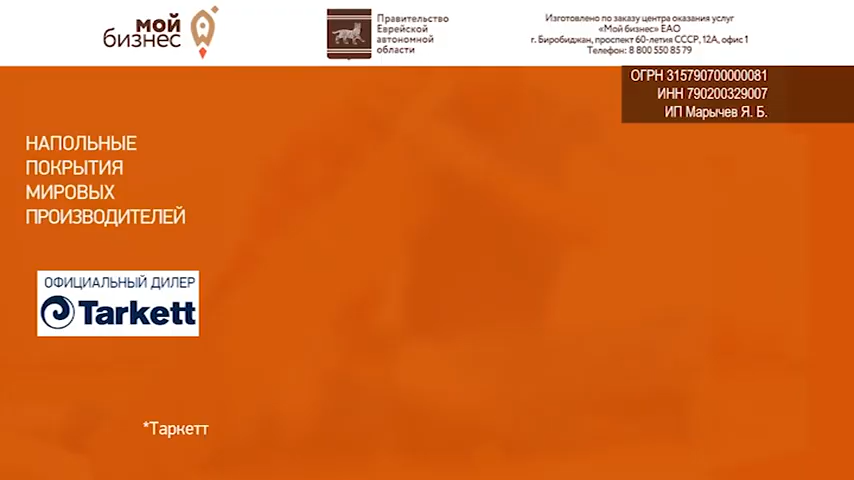 мой
бизнес
Правительство
Еврейской
автономной
области
Изготовлено по заказу центра оказания услуг
«Мой бизнес» ЕАО
г. Биробиджан, проспект 60-летия СССР, 12А, офис 1
Телефон: 8 800 550 85 79
ОГРН 315790700000081
ИНН 790200329007
ИП Марычев Я. Б.
НАПОЛЬНЫЕ
ПОКРЫТИЯ
МИРОВЫХ
ПРОИЗВОДИТЕЛЕЙ
ОФИЦИАЛЬНЫЙ ДИЛЕР
Tarkett
*Таркетт